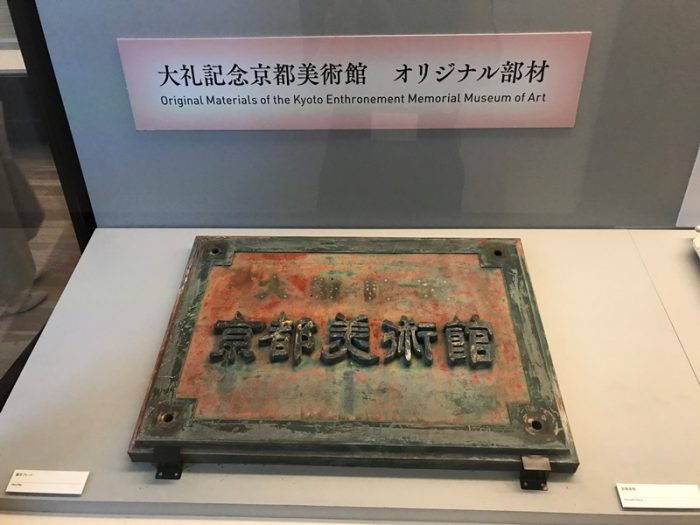 大礼記念京都美術館　オリジナル部材
Original Materials of the Kyoto Enthronement Memorial Museum of Art
京都美術館